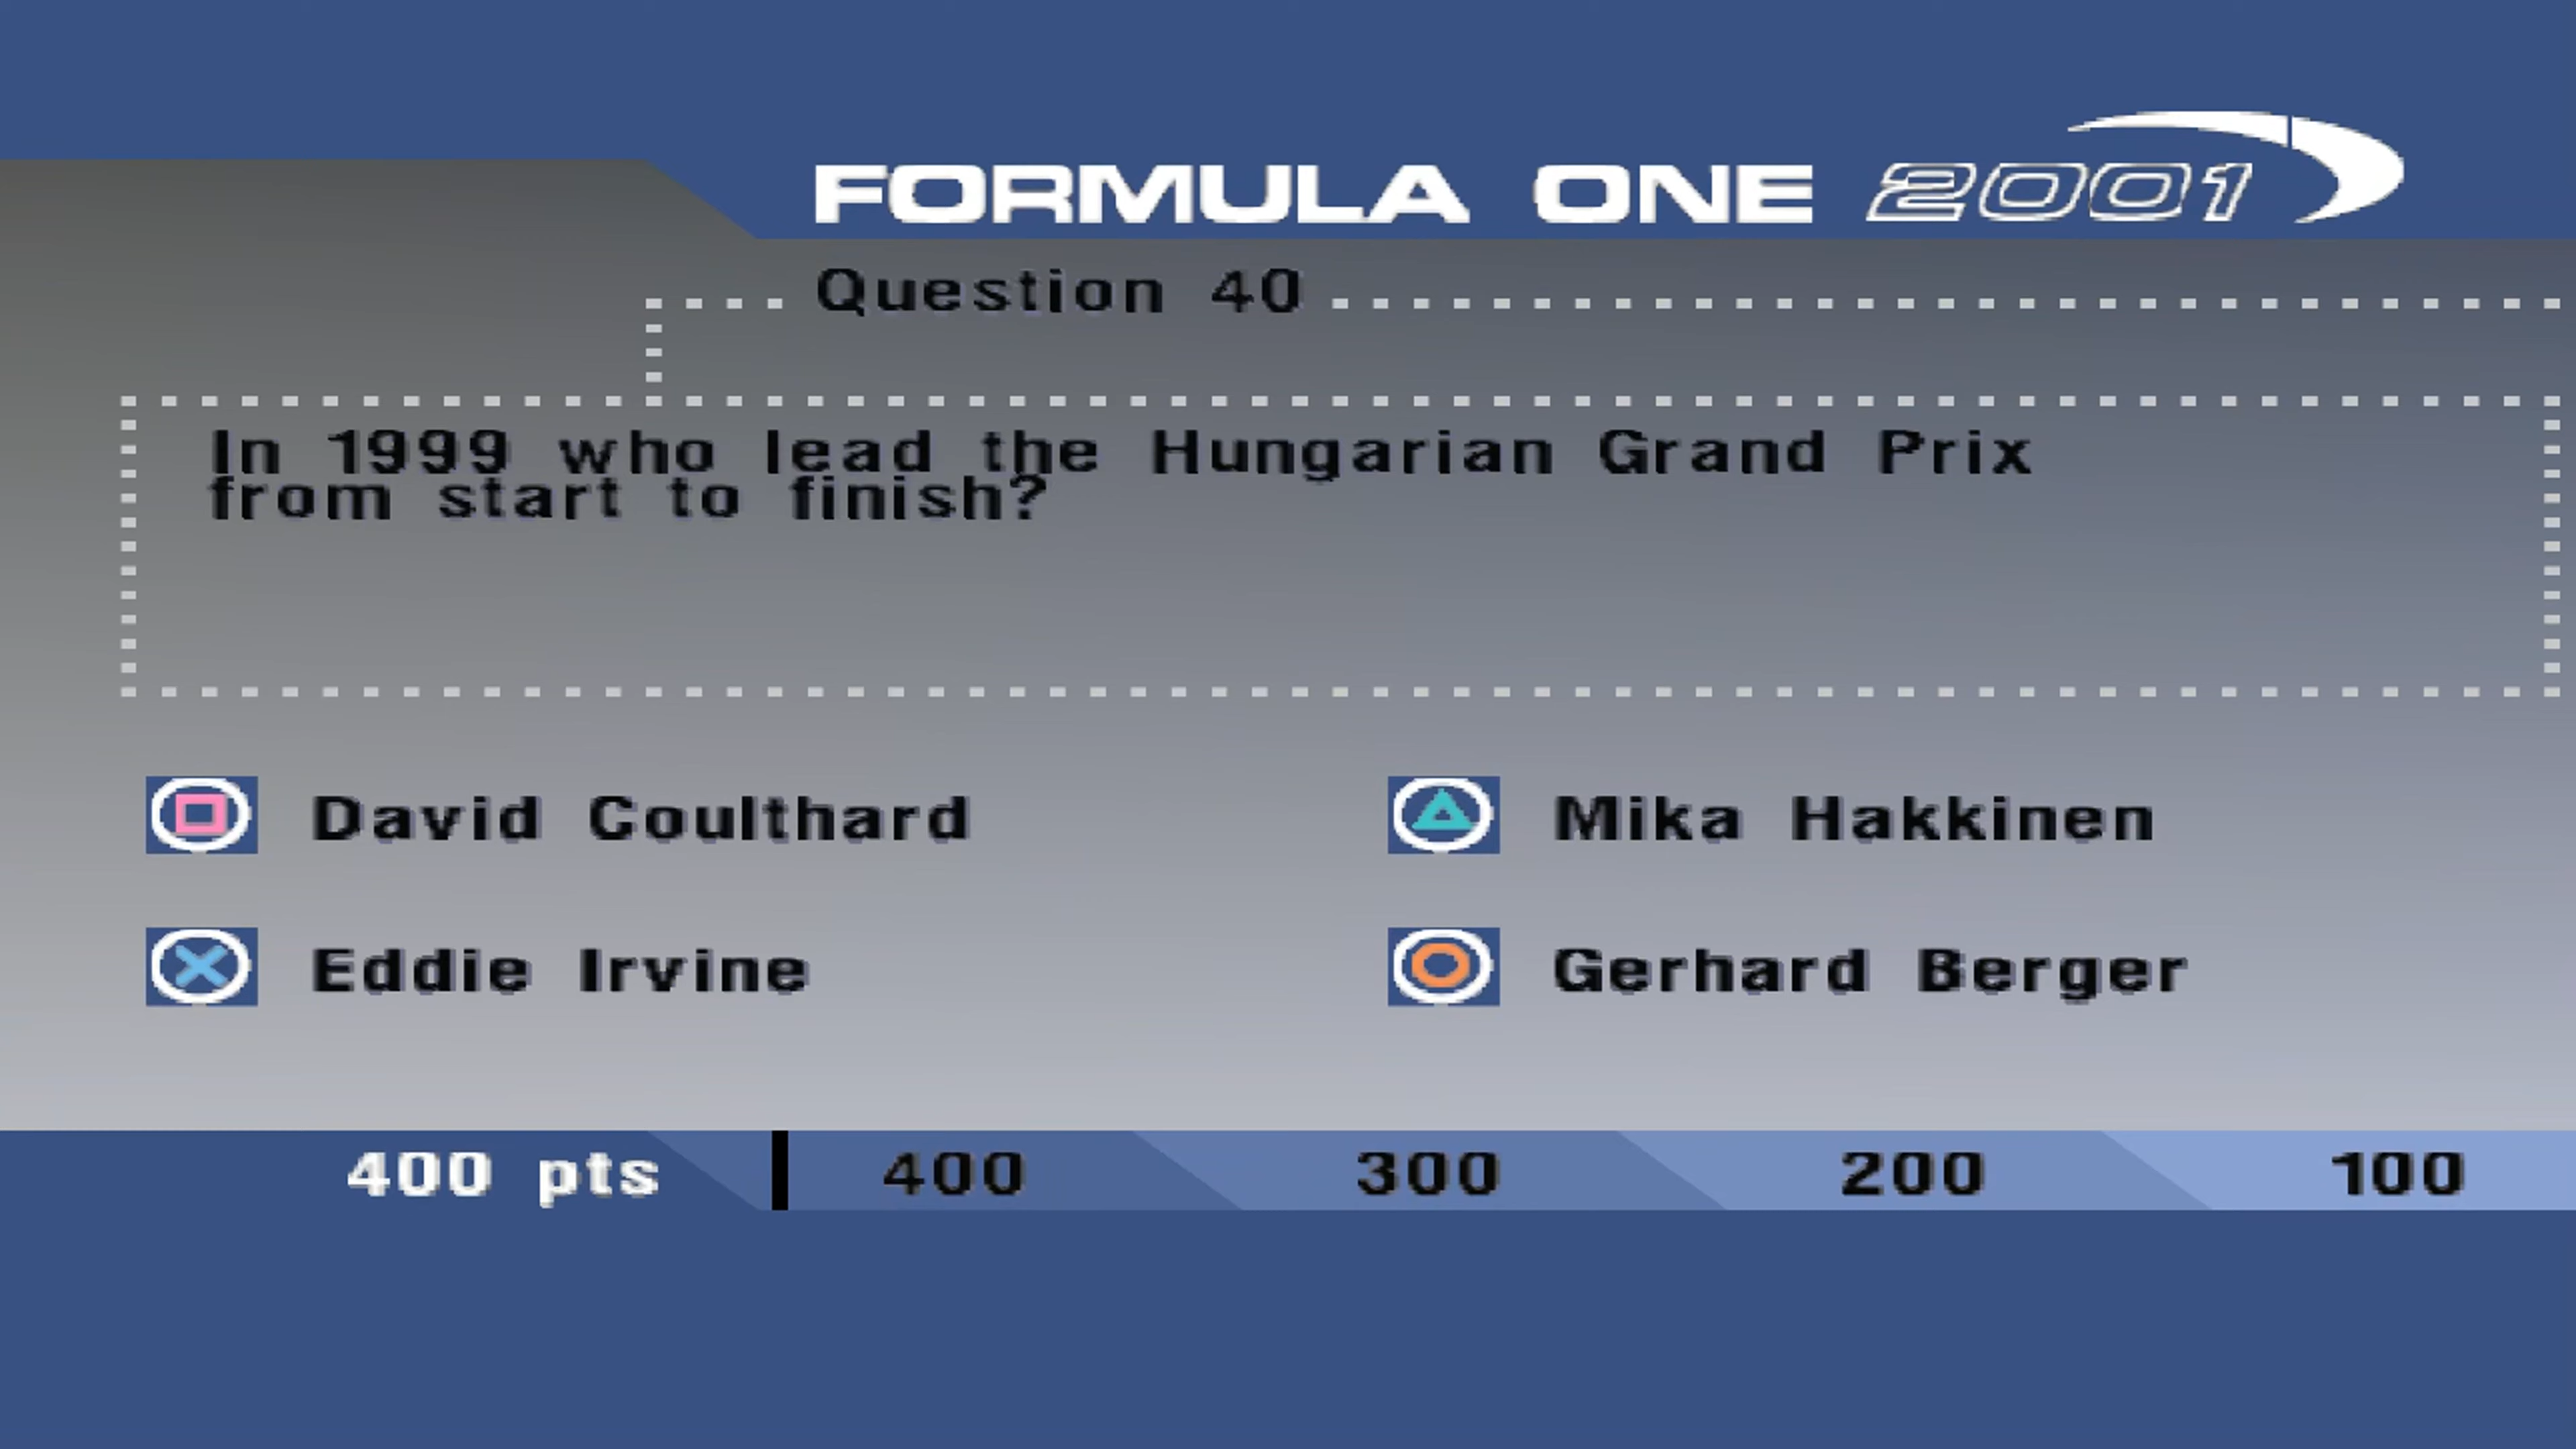 FORMULA ONE 2001
Question 40
In 1999 who lead the Hungarian Grand Prix
from start to finish?
David Coulthard
Mika Hakkinen
Eddie Irvine
Gerhard Berger
400 pts 400 300 200 100